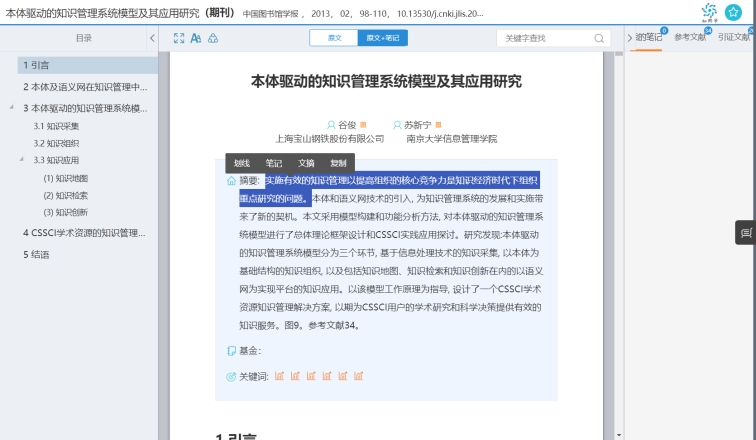 本体驱动的知识管理系统模型及其应用研究（期刊） 中国图书馆学报， 2013， 02， 98-110， 10.13530/j.cnki.jlis.20...
目录
原文 原文+笔记
关键字查找
的笔记 0 参考文献 34 引证文献
1 引言
2 本体及语义网在知识管理中...
3 本体驱动的知识管理系统模...
3.1 知识采集
3.2 知识组织
3.3 知识应用
(1) 知识地图
(2) 知识检索
(3) 知识创新
4 CSSCI学术资源的知识管理...
5 结语
本体驱动的知识管理系统模型及其应用研究
谷俊 苏新宁
上海宝山钢铁股份有限公司 南京大学信息管理学院
划线 笔记 文摘 复制
摘要: 实施有效的知识管理以提高组织的核心竞争力是知识经济时代下组织
重点研究的问题。本体和语义网技术的引入, 为知识管理系统的发展和实施带
来了新的契机。本文采用模型构建和功能分析方法, 对本体驱动的知识管理系
统模型进行了总体理论框架设计和CSSCI实践应用探讨。研究发现:本体驱动
的知识管理系统模型分为三个环节, 基于信息处理技术的知识采集, 以本体为
基础结构的知识组织, 以及包括知识地图、知识检索和知识创新在内的以语义
网为实现平台的知识应用。以该模型工作原理为指导, 设计了一个CSSCI学术
资源知识管理解决方案, 以期为CSSCI用户的学术研究和科学决策提供有效的
知识服务。图9。参考文献34。
基金：
关键词:
1 引言